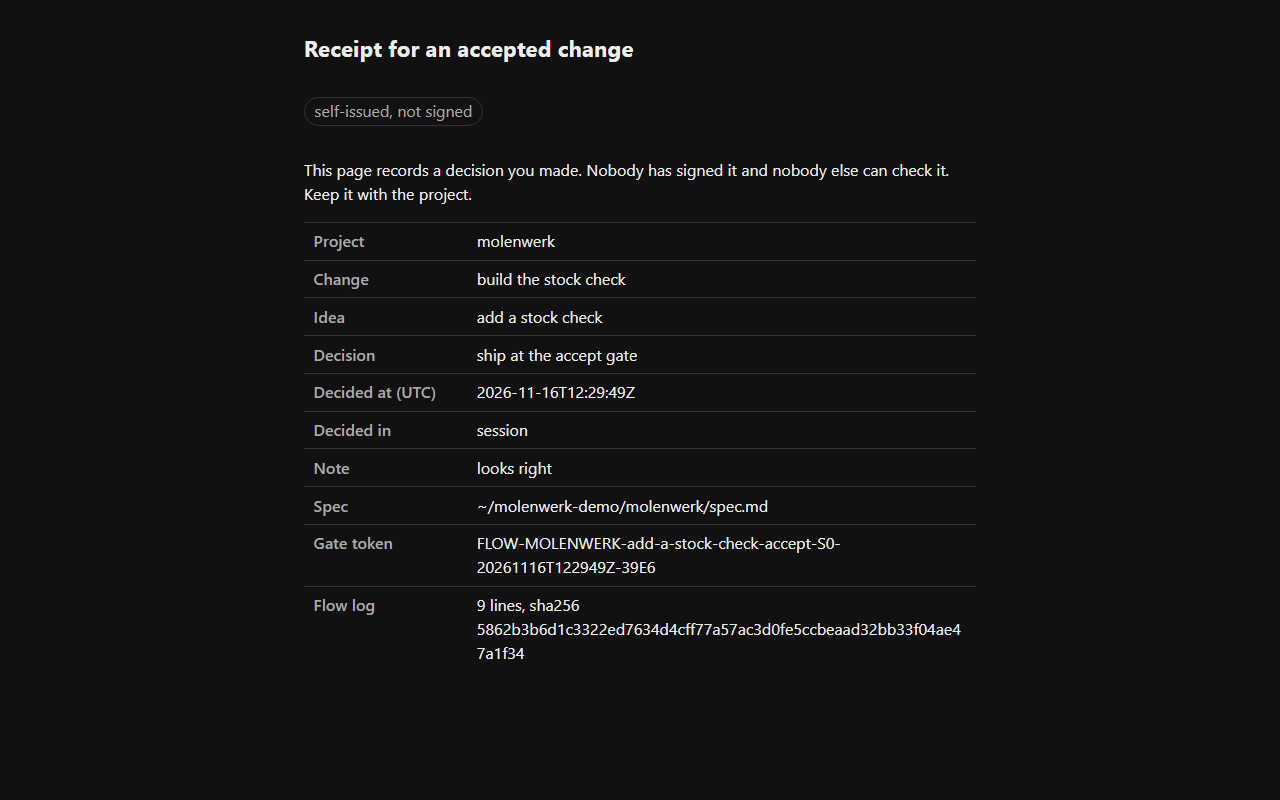 Receipt for an accepted change
self-issued, not signed
This page records a decision you made. Nobody has signed it and nobody else can check it.
Keep it with the project.
Project molenwerk
Change build the stock check
Idea add a stock check
Decision ship at the accept gate
Decided at (UTC) 2026-11-16T12:29:49Z
Decided in session
Note looks right
Spec ~/molenwerk-demo/molenwerk/spec.md
Gate token FLOW-MOLENWERK-add-a-stock-check-accept-S0-
20261116T122949Z-39E6
Flow log 9 lines, sha256
5862b3b6d1c3322ed7634d4cff77a57ac3d0fe5ccbeaad32bb33f04ae4
7a1f34